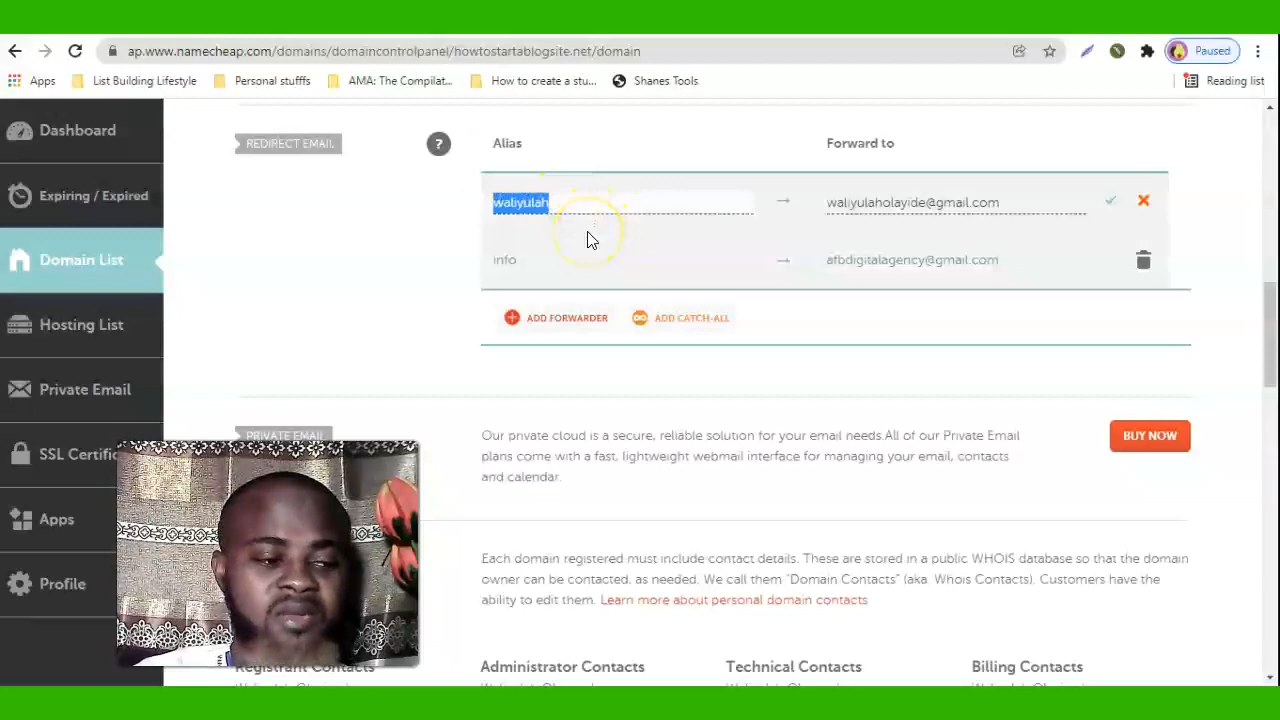 ap.www.namecheap.com/domains/domaincontrolpanel/howtostartablogsite.net/domain
Paused
Apps
List Building Lifestyle
Personal stufffs
AMA: The Compilat...
How to create a stu...
Shanes Tools
Reading list
Dashboard
Expiring / Expired
Domain List
Hosting List
Private Email
SSL Certific
Apps
Profile
REDIRECT EMAIL
?
Alias
Forward to
waliyulah
waliyulaholayide@gmail.com
info
afbdigitalagency@gmail.com
ADD FORWARDER
ADD CATCH-ALL
PRIVATE EMAIL
Our private cloud is a secure, reliable solution for your email needs.All of our Private Email
plans come with a fast, lightweight webmail interface for managing your email, contacts
and calendar.
BUY NOW
Each domain registered must include contact details. These are stored in a public WHOIS database so that the domain
owner can be contacted, as needed. We call them "Domain Contacts" (aka. Whois Contacts). Customers have the
ability to edit them. Learn more about personal domain contacts
Registrant Contacts
Administrator Contacts
Technical Contacts
Billing Contacts